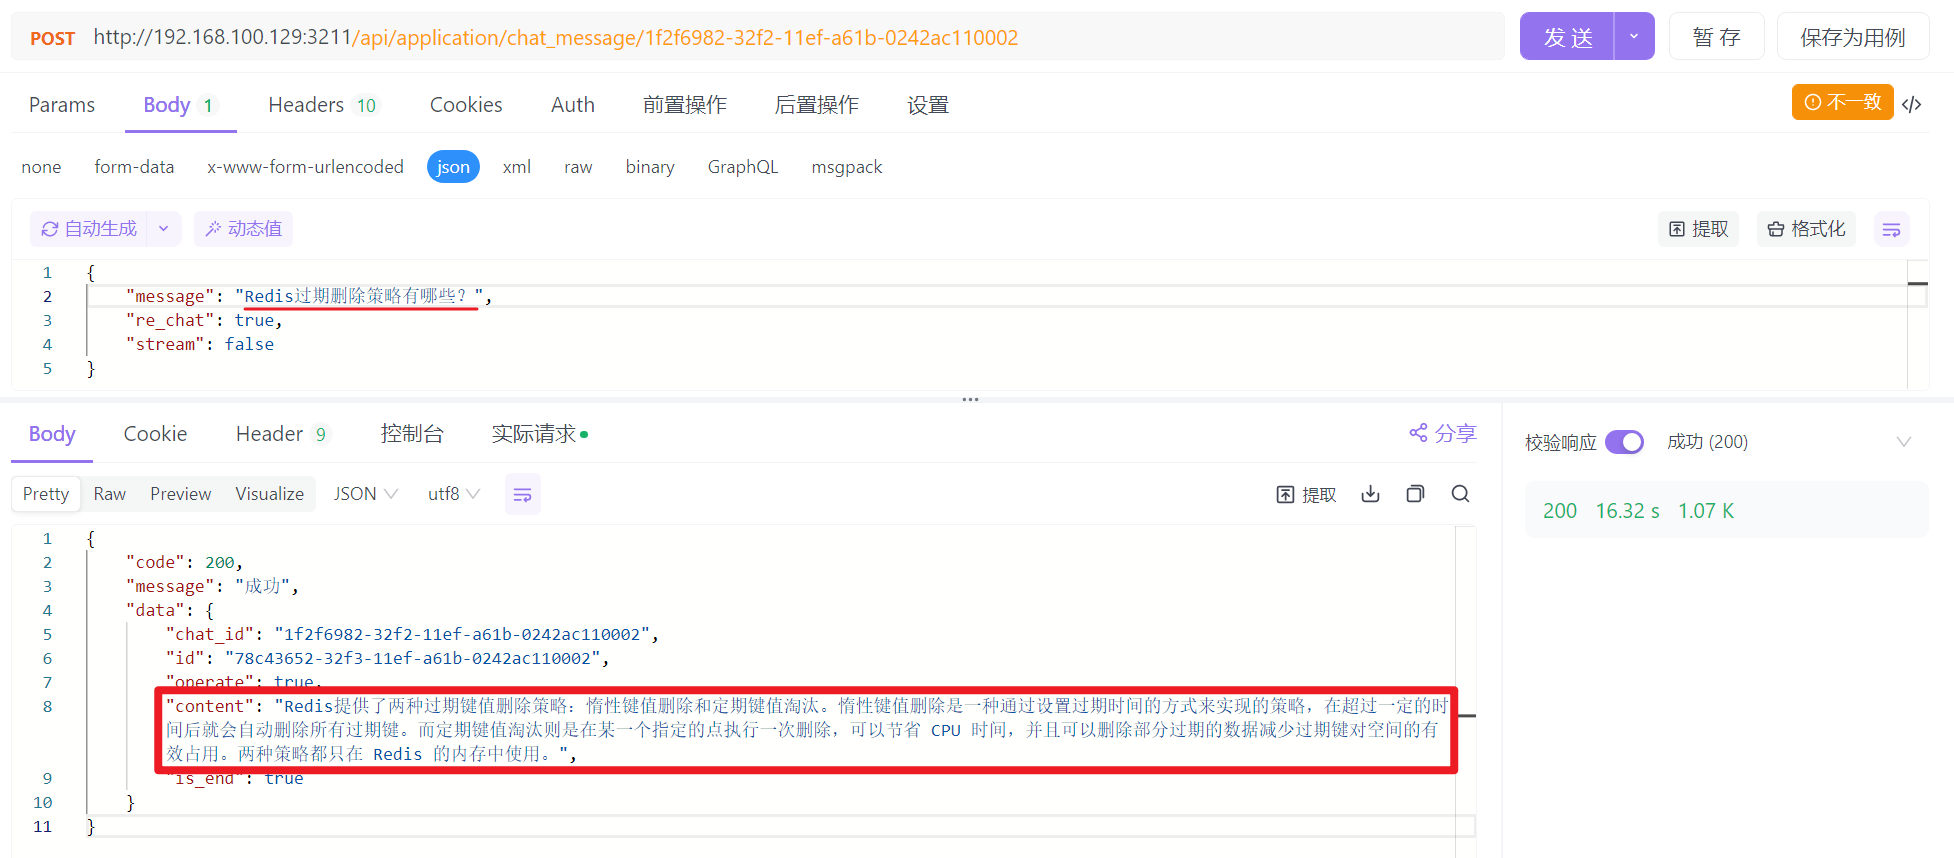 POST http://192.168.100.129:3211/api/application/chat_message/1f2f6982-32f2-11ef-a61b-0242ac110002 发 送 暂 存 保存为用例
Params Body 1 Headers 10 Cookies Auth 前置操作 后置操作 设置 不一致 </>
none form-data x-www-form-urlencoded json xml raw binary GraphQL msgpack
自动生成 动态值 提取 格式化
1 {
2 "message": "Redis过期删除策略有哪些？",
3 "re_chat": true,
4 "stream": false
5 }
Body Cookie Header 9 控制台 实际请求 分享 校验响应 成功 (200)
Pretty Raw Preview Visualize JSON utf8 提取
200 16.32 s 1.07 K
1 {
2 "code": 200,
3 "message": "成功",
4 "data": {
5 "chat_id": "1f2f6982-32f2-11ef-a61b-0242ac110002",
6 "id": "78c43652-32f3-11ef-a61b-0242ac110002",
7 "operate": true,
8 "content": "Redis提供了两种过期键值删除策略：惰性键值删除和定期键值淘汰。惰性键值删除是一种通过设置过期时间的方式来实现的策略，在超过一定的时
间后就会自动删除所有过期键。而定期键值淘汰则是在某一个指定的点执行一次删除，可以节省 CPU 时间，并且可以删除部分过期的数据减少过期键对空间的有
效占用。两种策略都只在 Redis 的内存中使用。",
9 "is_end": true
10 }
11 }